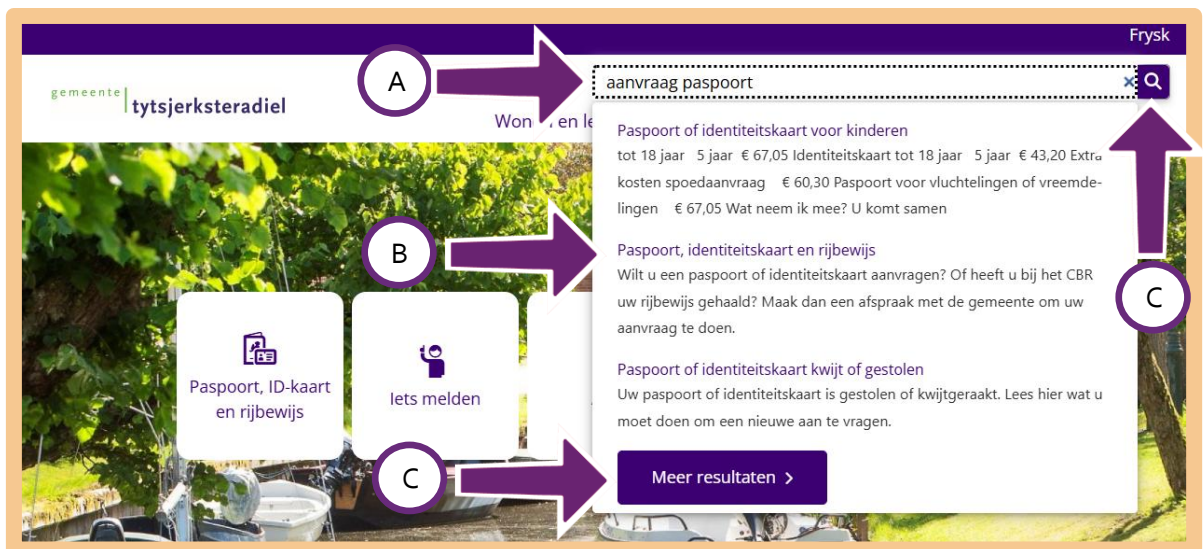 Frysk
A
aanvraag paspoort
gemeente
tytsjerksteradiel
Paspoort of identiteitskaart voor kinderen
tot 18 jaar 5 jaar € 67,05 Identiteitskaart tot 18 jaar 5 jaar € 43,20 Extra
kosten spoedaanvraag € 60,30 Paspoort voor vluchtelingen of vreemde-
lingen € 67,05 Wat neem ik mee? U komt samen
B
Paspoort, identiteitskaart en rijbewijs
Wilt u een paspoort of identiteitskaart aanvragen? Of heeft u bij het CBR
uw rijbewijs gehaald? Maak dan een afspraak met de gemeente om uw
aanvraag te doen.
C
Paspoort of identiteitskaart kwijt of gestolen
Uw paspoort of identiteitskaart is gestolen of kwijtgeraakt. Lees hier wat u
moet doen om een nieuwe aan te vragen.
Paspoort, ID-kaart
en rijbewijs
Iets melden
C
Meer resultaten